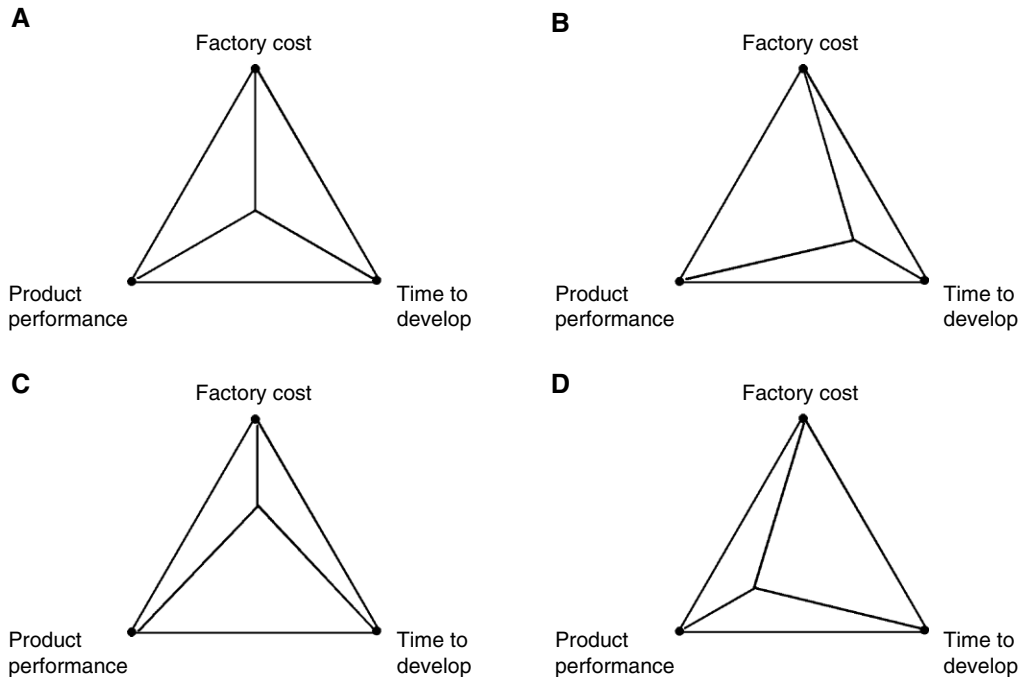 A
Factory cost
Product
performance
Time to
develop
B
Factory cost
Product
performance
Time to
develop
C
Factory cost
Product
performance
Time to
develop
D
Factory cost
Product
performance
Time to
develop